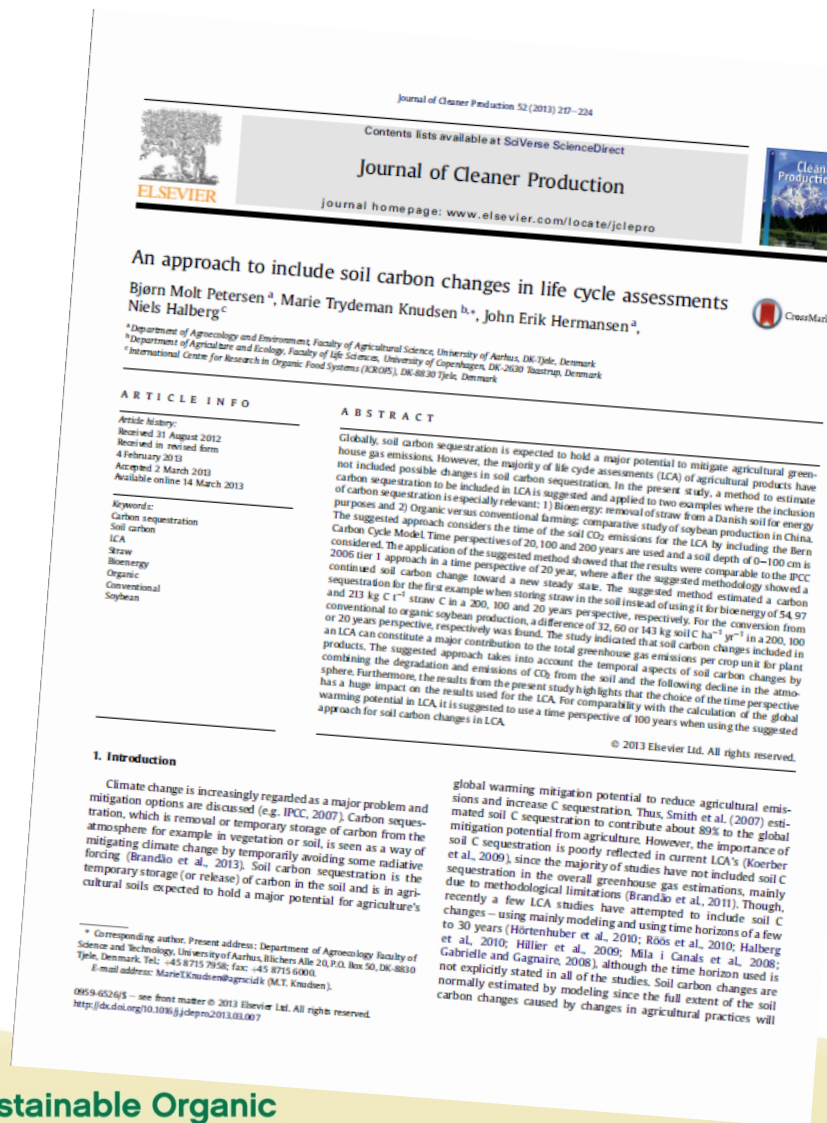 Journal of Cleaner Production 52 (2013) 217–224
Contents lists available at SciVerse ScienceDirect
Journal of Cleaner Production
journal homepage: www.elsevier.com/locate/jclepro
ELSEVIER
Clean
Productio
An approach to include soil carbon changes in life cycle assessments
CrossMark
Bjørn Molt Petersen a, Marie Trydeman Knudsen b,*, John Erik Hermansen a,
Niels Halberg c
a Department of Agroecology and Environment, Faculty of Agricultural Science, University of Aarhus, DK-Tjele, Denmark
b Department of Agriculture and Ecology, Faculty of Life Sciences, University of Copenhagen, DK-2630 Taastrup, Denmark
c International Centre for Research in Organic Food Systems (ICROFS), DK-8830 Tjele, Denmark
ARTICLE INFO
Article history:
Received 31 August 2012
Received in revised form
4 February 2013
Accepted 2 March 2013
Available online 14 March 2013
Keywords:
Carbon sequestration
Soil carbon
LCA
Straw
Bioenergy
Organic
Conventional
Soybean
ABSTRACT
Globally, soil carbon sequestration is expected to hold a major potential to mitigate agricultural green-
house gas emissions. However, the majority of life cycle assessments (LCA) of agricultural products have
not included possible changes in soil carbon sequestration. In the present study, a method to estimate
carbon sequestration to be included in LCA is suggested and applied to two examples where the inclusion
of carbon sequestration is especially relevant: 1) Bioenergy: removal of straw from a Danish soil for energy
purposes and 2) Organic versus conventional farming: comparative study of soybean production in China.
The suggested approach considers the time of the soil CO2 emissions for the LCA by including the Bern
Carbon Cycle Model. Time perspectives of 20, 100 and 200 years are used and a soil depth of 0–100 cm is
considered. The application of the suggested method showed that the results were comparable to the IPCC
2006 tier 1 approach in a time perspective of 20 year, where after the suggested methodology showed a
continued soil carbon change toward a new steady state. The suggested method estimated a carbon
sequestration for the first example when storing straw in the soil instead of using it for bioenergy of 54, 97
and 213 kg C t−1 straw C in a 200, 100 and 20 years perspective, respectively. For the conversion from
conventional to organic soybean production, a difference of 32, 60 or 143 kg soil C ha−1 yr−1 in a 200, 100
or 20 years perspective, respectively was found. The study indicated that soil carbon changes included in
an LCA can constitute a major contribution to the total greenhouse gas emissions per crop unit for plant
products. The suggested approach takes into account the temporal aspects of soil carbon changes by
combining the degradation and emissions of CO2 from the soil and the following decline in the atmo-
sphere. Furthermore, the results from the present study highlights that the choice of the time perspective
has a huge impact on the results used for the LCA. For comparability with the calculation of the global
warming potential in LCA, it is suggested to use a time perspective of 100 years when using the suggested
approach for soil carbon changes in LCA.
© 2013 Elsevier Ltd. All rights reserved.
1. Introduction
Climate change is increasingly regarded as a major problem and
mitigation options are discussed (e.g. IPCC, 2007). Carbon seques-
tration, which is removal or temporary storage of carbon from the
atmosphere for example in vegetation or soil, is seen as a way of
mitigating climate change by temporarily avoiding some radiative
forcing (Brandão et al., 2013). Soil carbon sequestration is the
temporary storage (or release) of carbon in the soil and is in agri-
cultural soils expected to hold a major potential for agriculture's
* Corresponding author. Present address: Department of Agroecology Faculty of
Science and Technology, University of Aarhus, Blichers Alle 20, P.O. Box 50, DK-8830
Tjele, Denmark. Tel.: +45 8715 7958; fax: +45 8715 6000.
E-mail address: MarieT.Knudsen@agrsci.dk (M.T. Knudsen).
0959-6526/$ – see front matter © 2013 Elsevier Ltd. All rights reserved.
http://dx.doi.org/10.1016/j.jclepro.2013.03.007
global warming mitigation potential to reduce agricultural emis-
sions and increase C sequestration. Thus, Smith et al. (2007) esti-
mated soil C sequestration to contribute about 89% to the global
mitigation potential from agriculture. However, the importance of
soil C sequestration is poorly reflected in current LCA's (Koerber
et al., 2009), since the majority of studies have not included soil C
sequestration in the overall greenhouse gas estimations, mainly
due to methodological limitations (Brandão et al., 2011). Though,
recently a few LCA studies have attempted to include soil C
changes – using mainly modeling and using time horizons of a few
to 30 years (Hörtenhuber et al., 2010; Röös et al., 2010; Halberg
et al., 2010; Hillier et al., 2009; Mila i Canals et al., 2008;
Gabrielle and Gagnaire, 2008), although the time horizon used is
not explicitly stated in all of the studies. Soil carbon changes are
normally estimated by modeling since the full extent of the soil
carbon changes caused by changes in agricultural practices will
stainable Organic